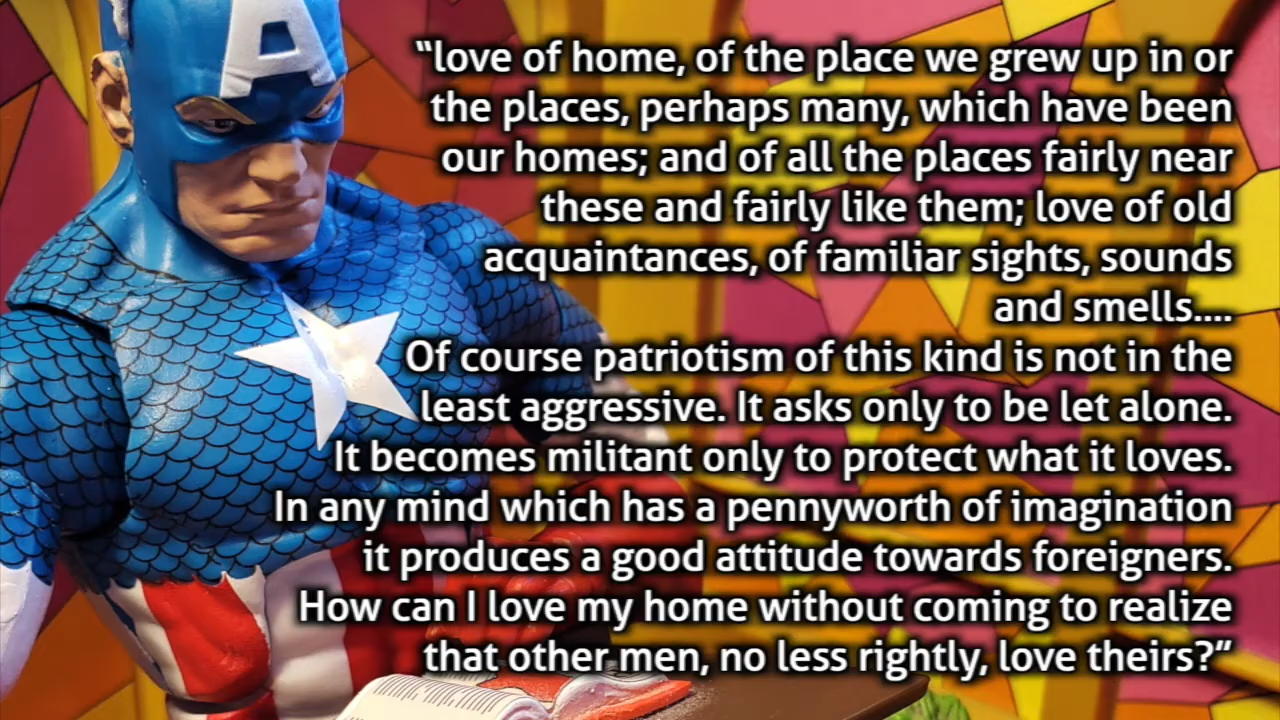 A
“love of home, of the place we grew up in or
the places, perhaps many, which have been
our homes; and of all the places fairly near
these and fairly like them; love of old
acquaintances, of familiar sights, sounds
and smells....
Of course patriotism of this kind is not in the
least aggressive. It asks only to be let alone.
It becomes militant only to protect what it loves.
In any mind which has a pennyworth of imagination
it produces a good attitude towards foreigners.
How can I love my home without coming to realize
that other men, no less rightly, love theirs?”